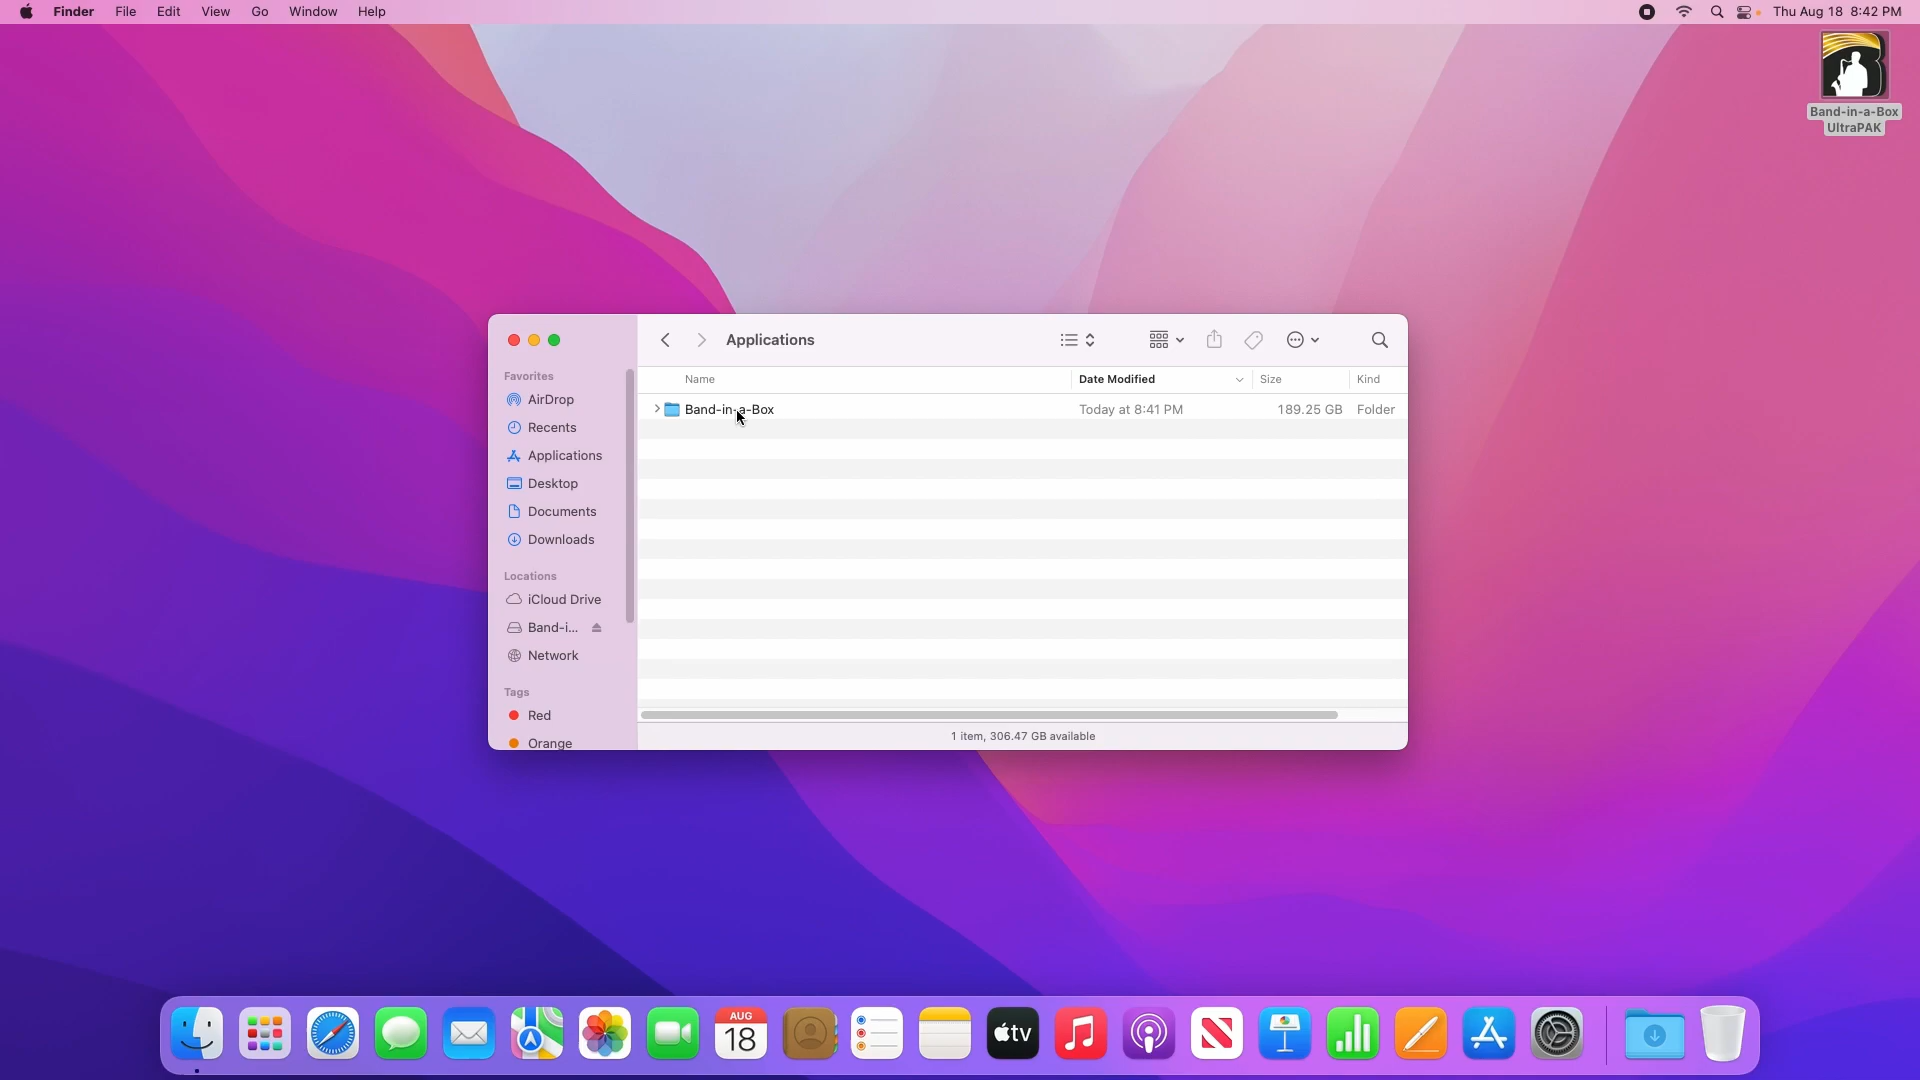 Finder File Edit View Go Window Help Thu Aug 18 8:42 PM
Band-in-a-Box
UltraPAK
Applications
Name Date Modified Size Kind
Band-in-a-Box Today at 8:41 PM 189.25 GB Folder
Favorites
AirDrop
Recents
Applications
Desktop
Documents
Downloads
Locations
iCloud Drive
Band-i...
Network
Tags
Red
Orange
1 item, 306.47 GB available
AUG
18
tv